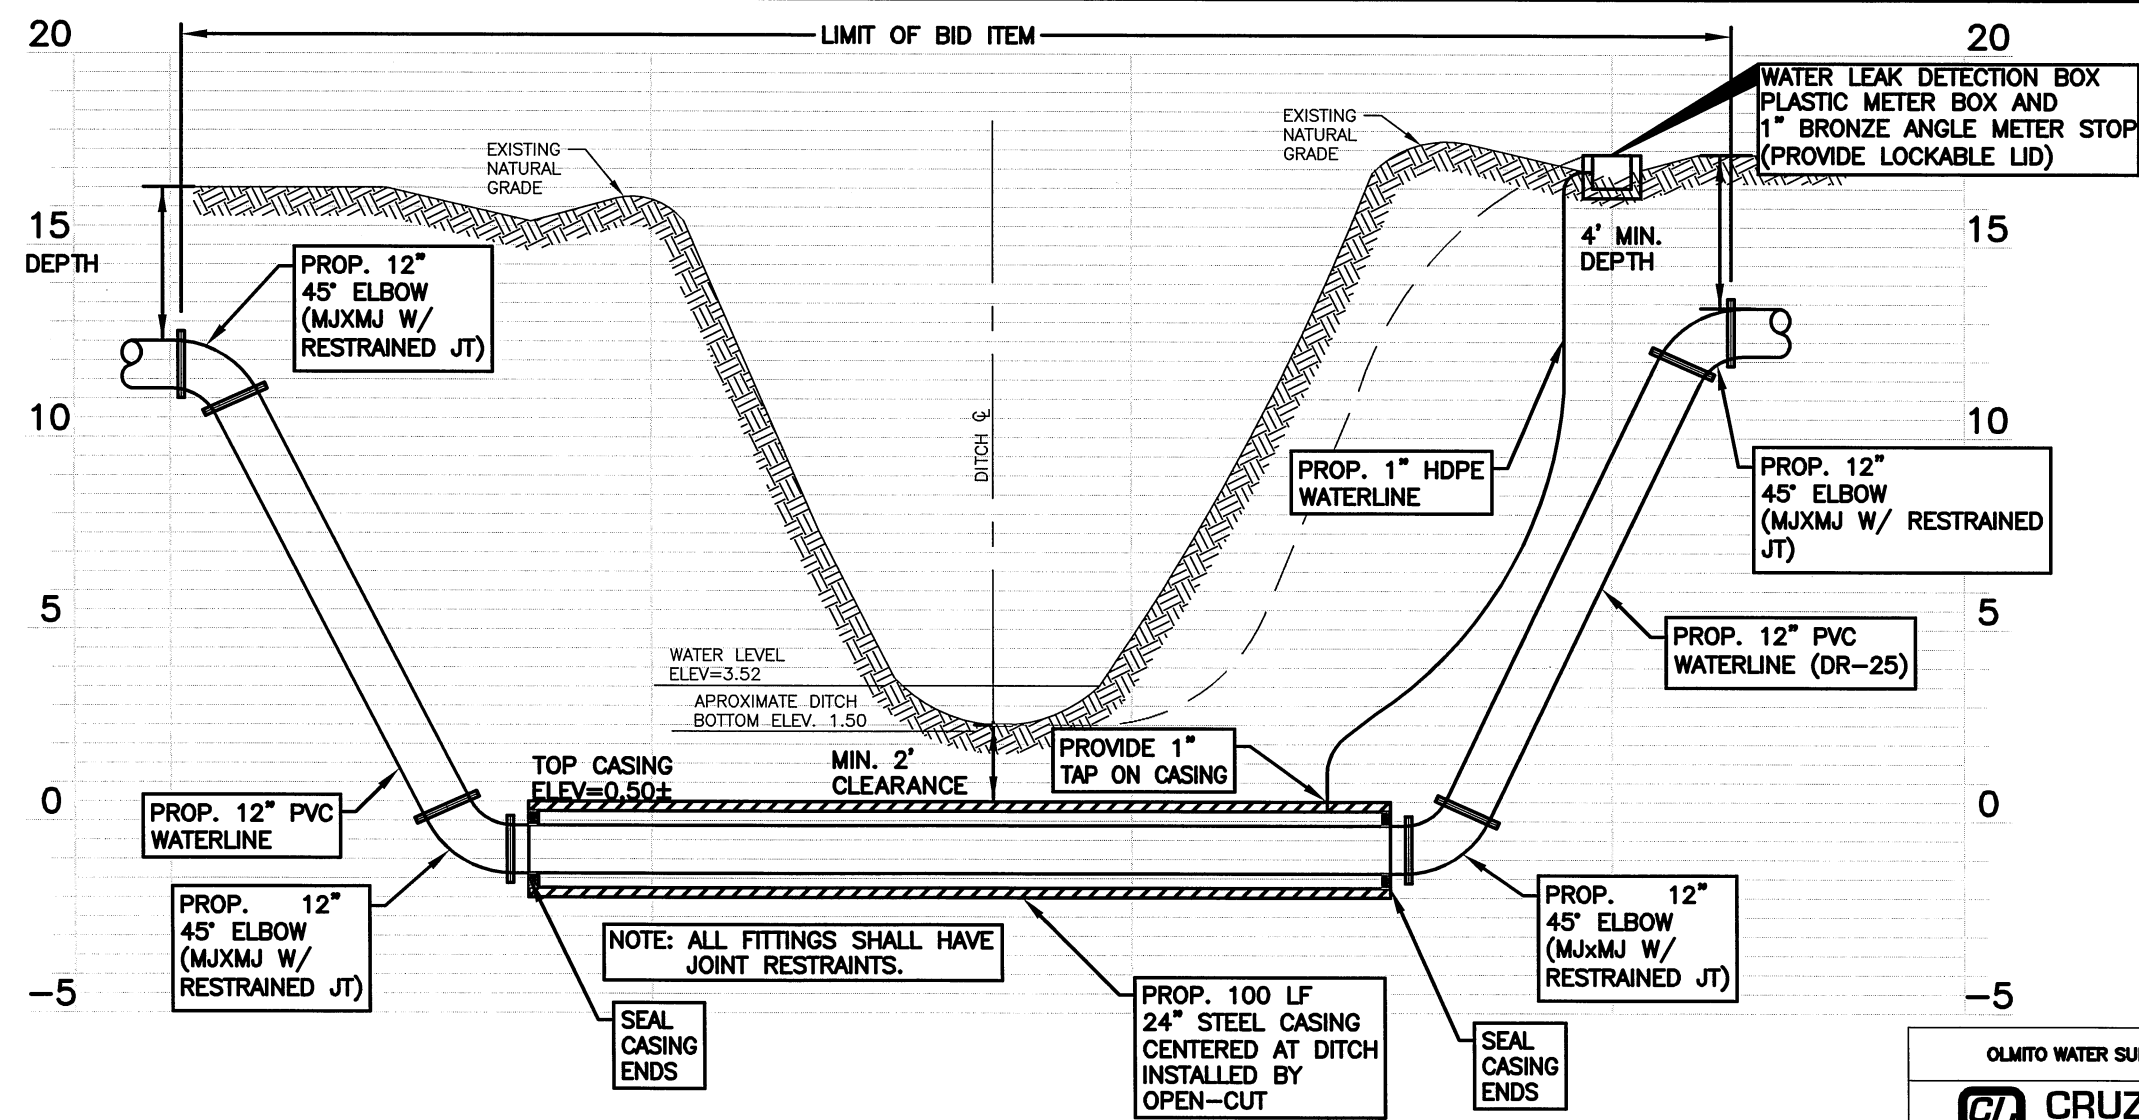 20
LIMIT OF BID ITEM
20
WATER LEAK DETECTION BOX
PLASTIC METER BOX AND
1" BRONZE ANGLE METER STOP
(PROVIDE LOCKABLE LID)
EXISTING
NATURAL
GRADE
EXISTING
NATURAL
GRADE
15
DEPTH
15
4' MIN.
DEPTH
PROP. 12"
45° ELBOW
(MJXMJ W/
RESTRAINED JT)
10
DITCH ℄
10
PROP. 1" HDPE
WATERLINE
PROP. 12"
45° ELBOW
(MJXMJ W/ RESTRAINED
JT)
5
5
PROP. 12" PVC
WATERLINE (DR-25)
WATER LEVEL
ELEV=3.52
APROXIMATE DITCH
BOTTOM ELEV. 1.50
TOP CASING
ELEV=0.50±
MIN. 2'
CLEARANCE
PROVIDE 1"
TAP ON CASING
0
0
PROP. 12" PVC
WATERLINE
PROP. 12"
45° ELBOW
(MJXMJ W/
RESTRAINED JT)
NOTE: ALL FITTINGS SHALL HAVE
JOINT RESTRAINTS.
PROP. 12"
45° ELBOW
(MJxMJ W/
RESTRAINED JT)
-5
-5
SEAL
CASING
ENDS
PROP. 100 LF
24" STEEL CASING
CENTERED AT DITCH
INSTALLED BY
OPEN-CUT
SEAL
CASING
ENDS
OLMITO WATER
CRUZ